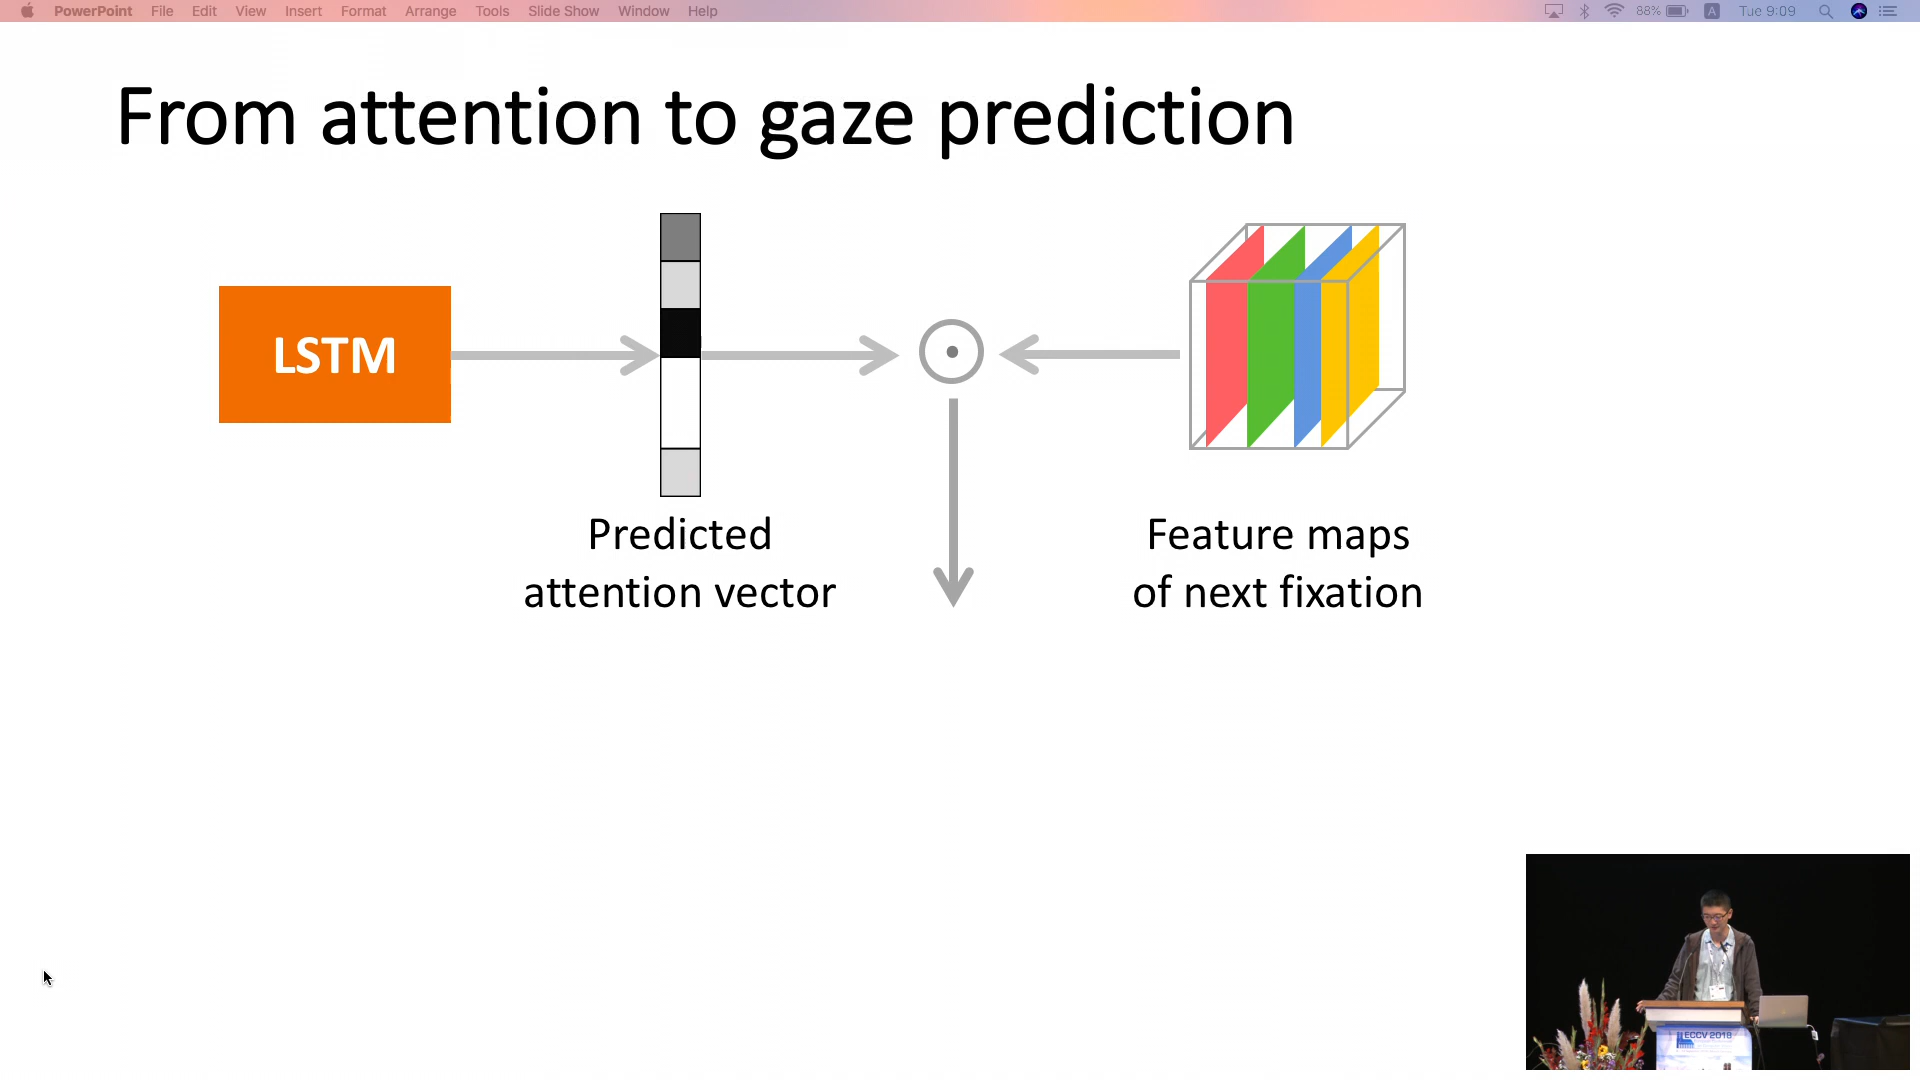 PowerPoint File Edit View Insert Format Arrange Tools Slide Show Window Help 88% A Tue 9:09
From attention to gaze prediction
LSTM
Predicted
attention vector
Feature maps
of next fixation
ECCV 2018